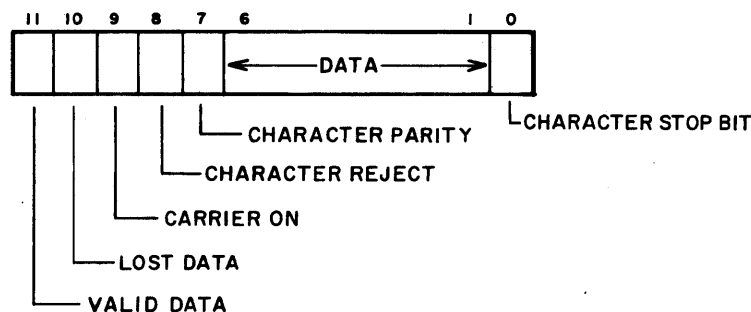 11 10 9 8 7 6 1 0
DATA
CHARACTER STOP BIT
CHARACTER PARITY
CHARACTER REJECT
CARRIER ON
LOST DATA
VALID DATA